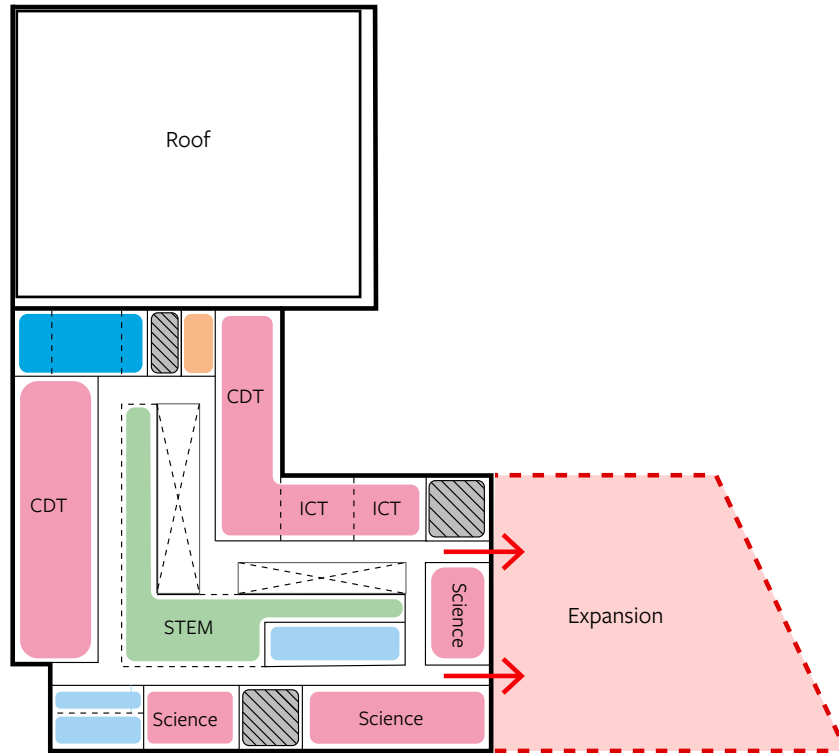 Roof
CDT
CDT
ICT
ICT
Science
Expansion
STEM
Science
Science